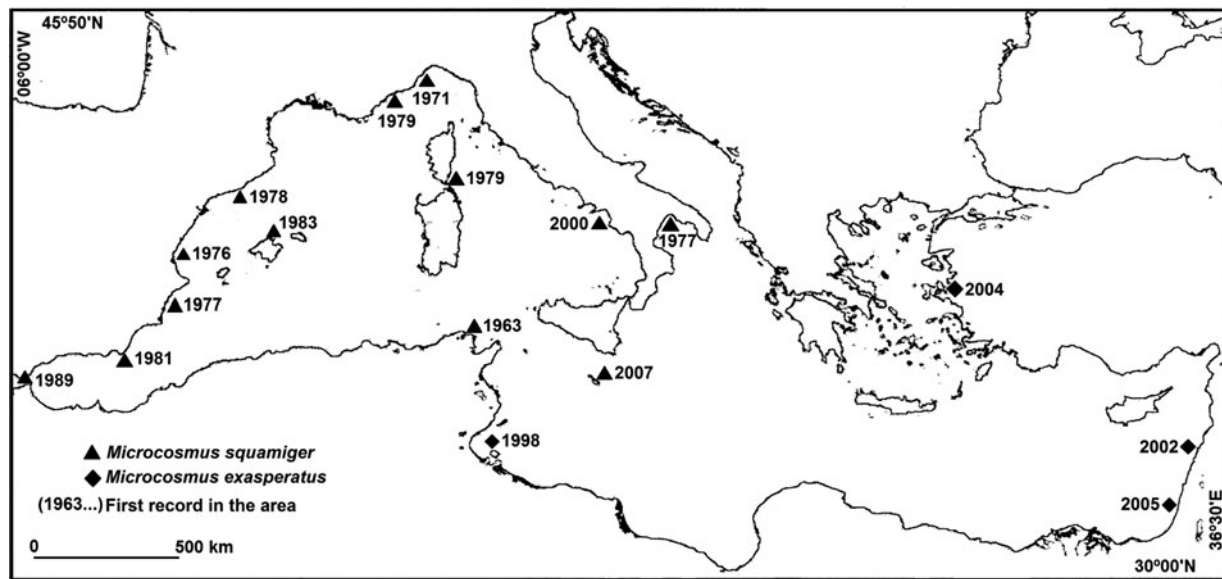 45º50'N
06º00'W
1971
1979
1979
1978
1983
2000
1977
1976
2004
1977
1963
1981
2007
1989
1998
2002
▲ Microcosmus squamiger
◆ Microcosmus exasperatus
(1963...) First record in the area
2005
0 500 km
36º30'E
30º00'N